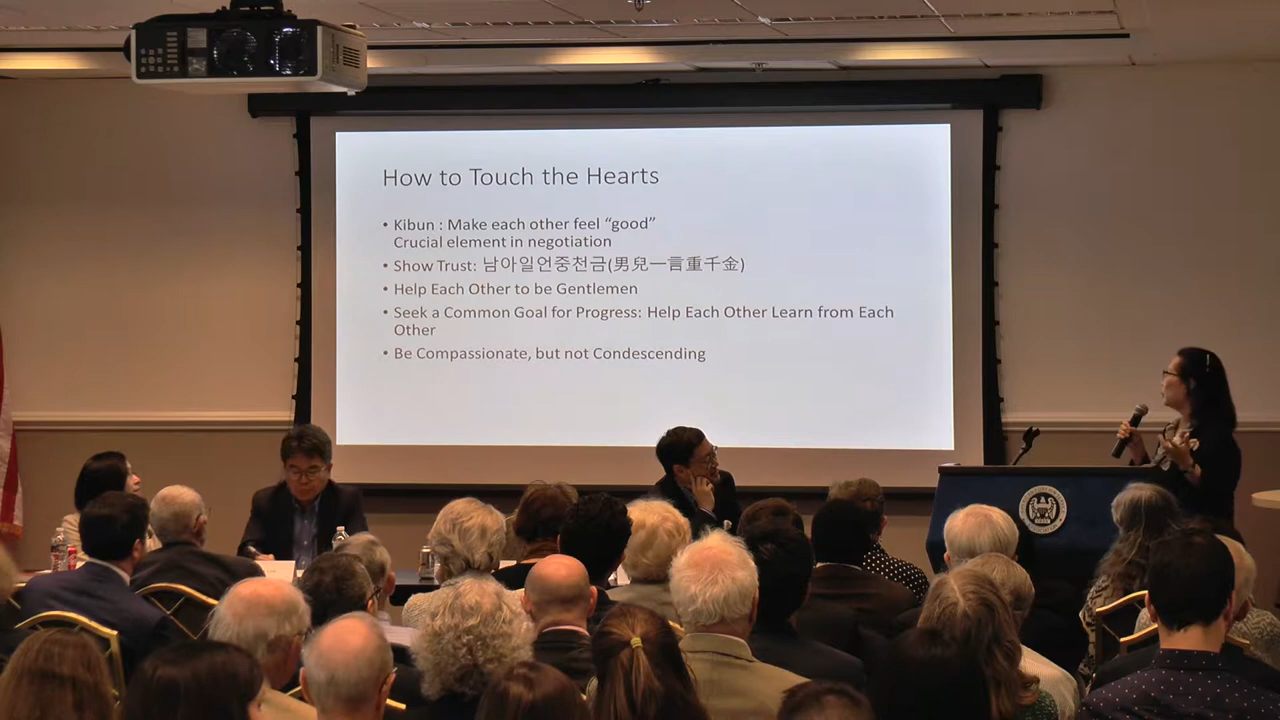 How to Touch the Hearts
• Kibun : Make each other feel “good”
Crucial element in negotiation
• Show Trust: 남아일언중천금(男兒一言重千金)
• Help Each Other to be Gentlemen
• Seek a Common Goal for Progress: Help Each Other Learn from Each
Other
• Be Compassionate, but not Condescending